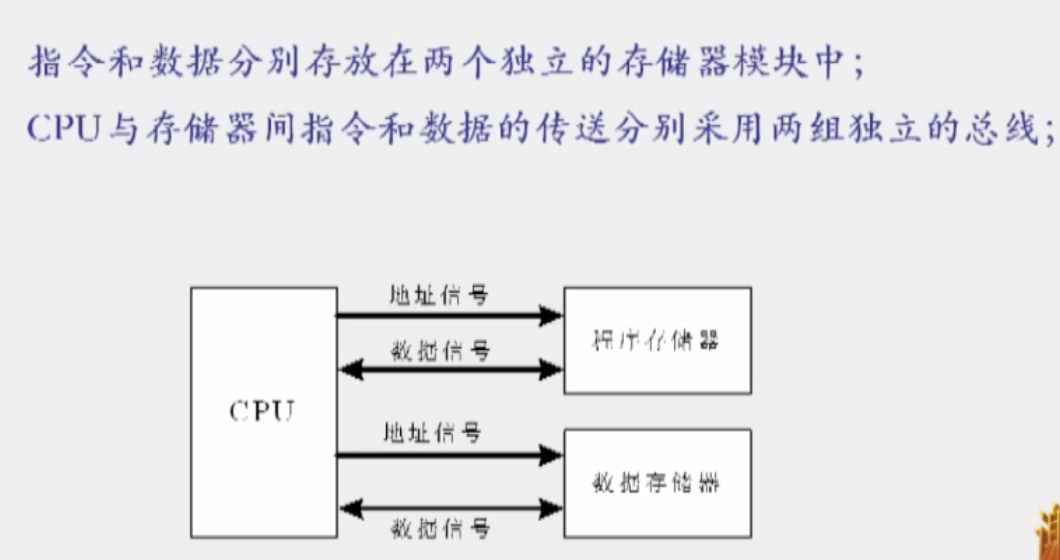 指令和数据分别存放在两个独立的存储器模块中；
CPU与存储器间指令和数据的传送分别采用两组独立的总线；
地址信号
数据信号
程序存储器
CPU
地址信号
数据存储器
数据信号